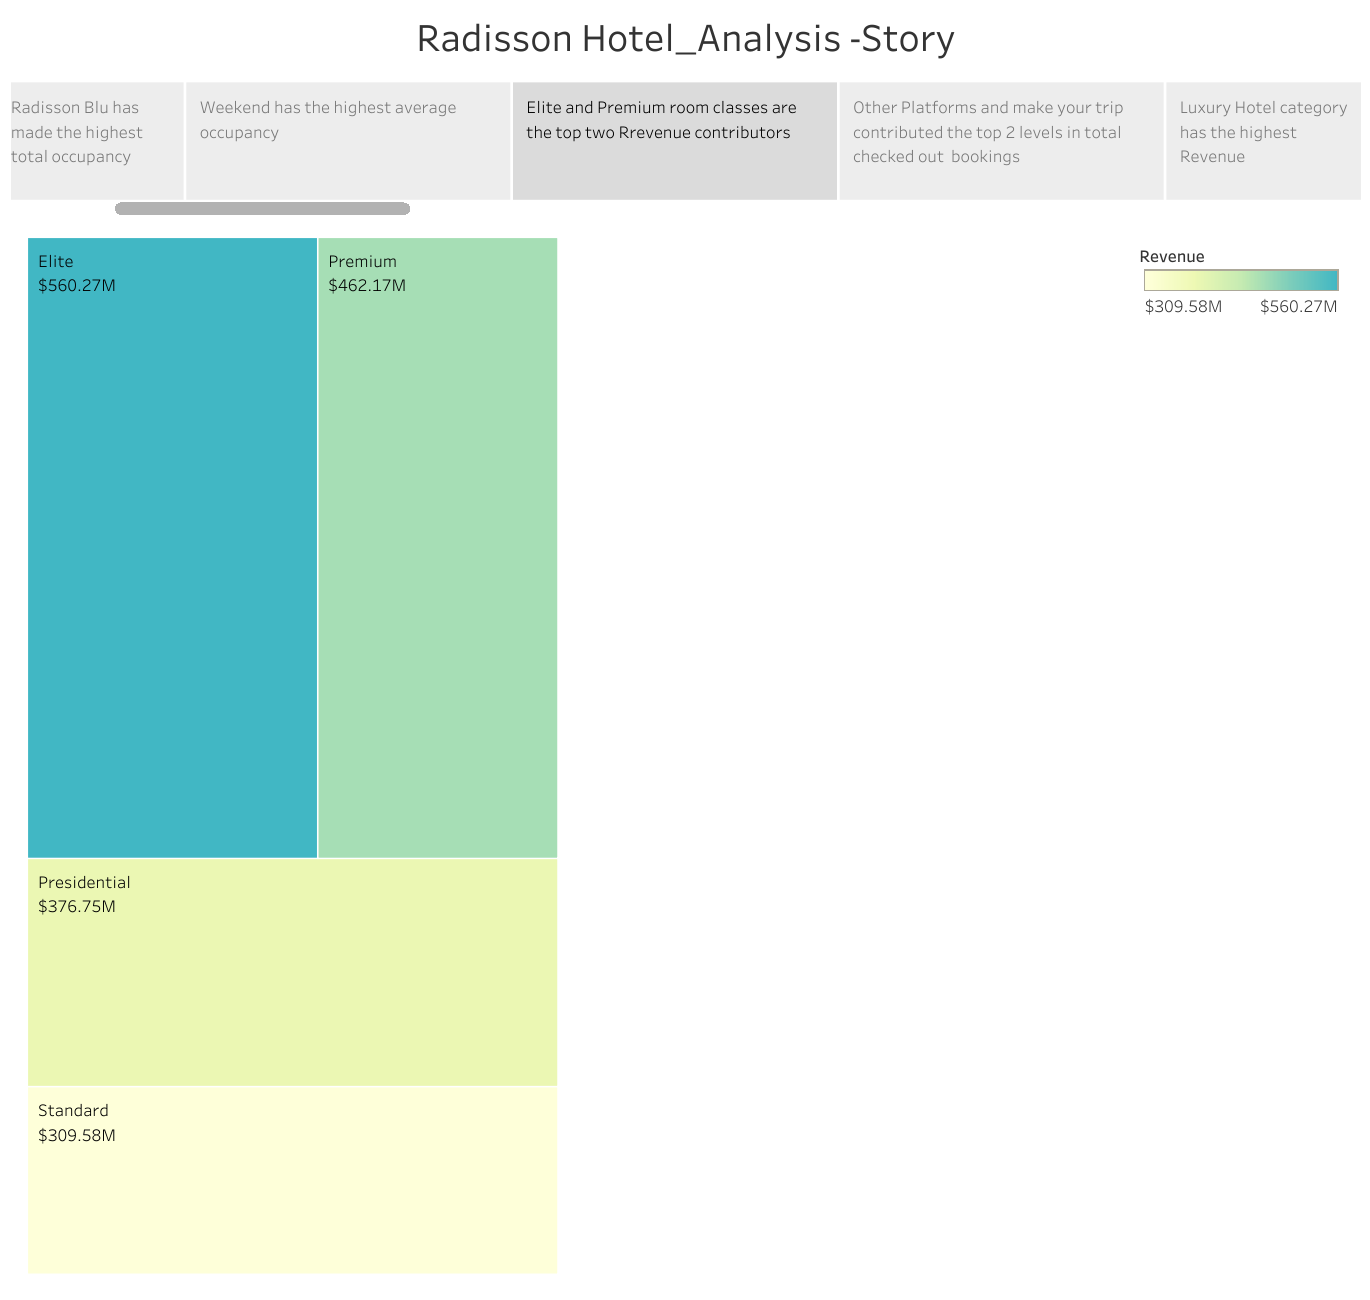 Radisson Hotel_Analysis -Story
Radisson Blu has
made the highest
total occupancy
Weekend has the highest average
occupancy
Elite and Premium room classes are
the top two Rrevenue contributors
Other Platforms and make your trip
contributed the top 2 levels in total
checked out  bookings
Luxury Hotel category
has the highest
Revenue
Elite
$560.27M
Premium
$462.17M
Revenue
$309.58M $560.27M
Presidential
$376.75M
Standard
$309.58M